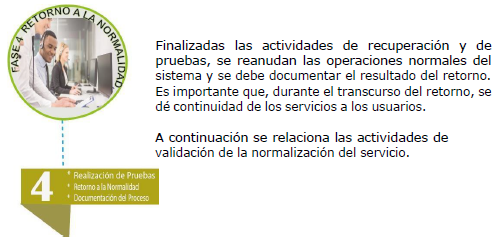 FASE 4 RETORNO A LA NORMALIDAD
Finalizadas las actividades de recuperación y de
pruebas, se reanudan las operaciones normales del
sistema y se debe documentar el resultado del retorno.
Es importante que, durante el transcurso del retorno, se
dé continuidad de los servicios a los usuarios.
A continuación se relaciona las actividades de
validación de la normalización del servicio.
4
* Realización de Pruebas
* Retorno a la Normalidad
* Documentación del Proceso